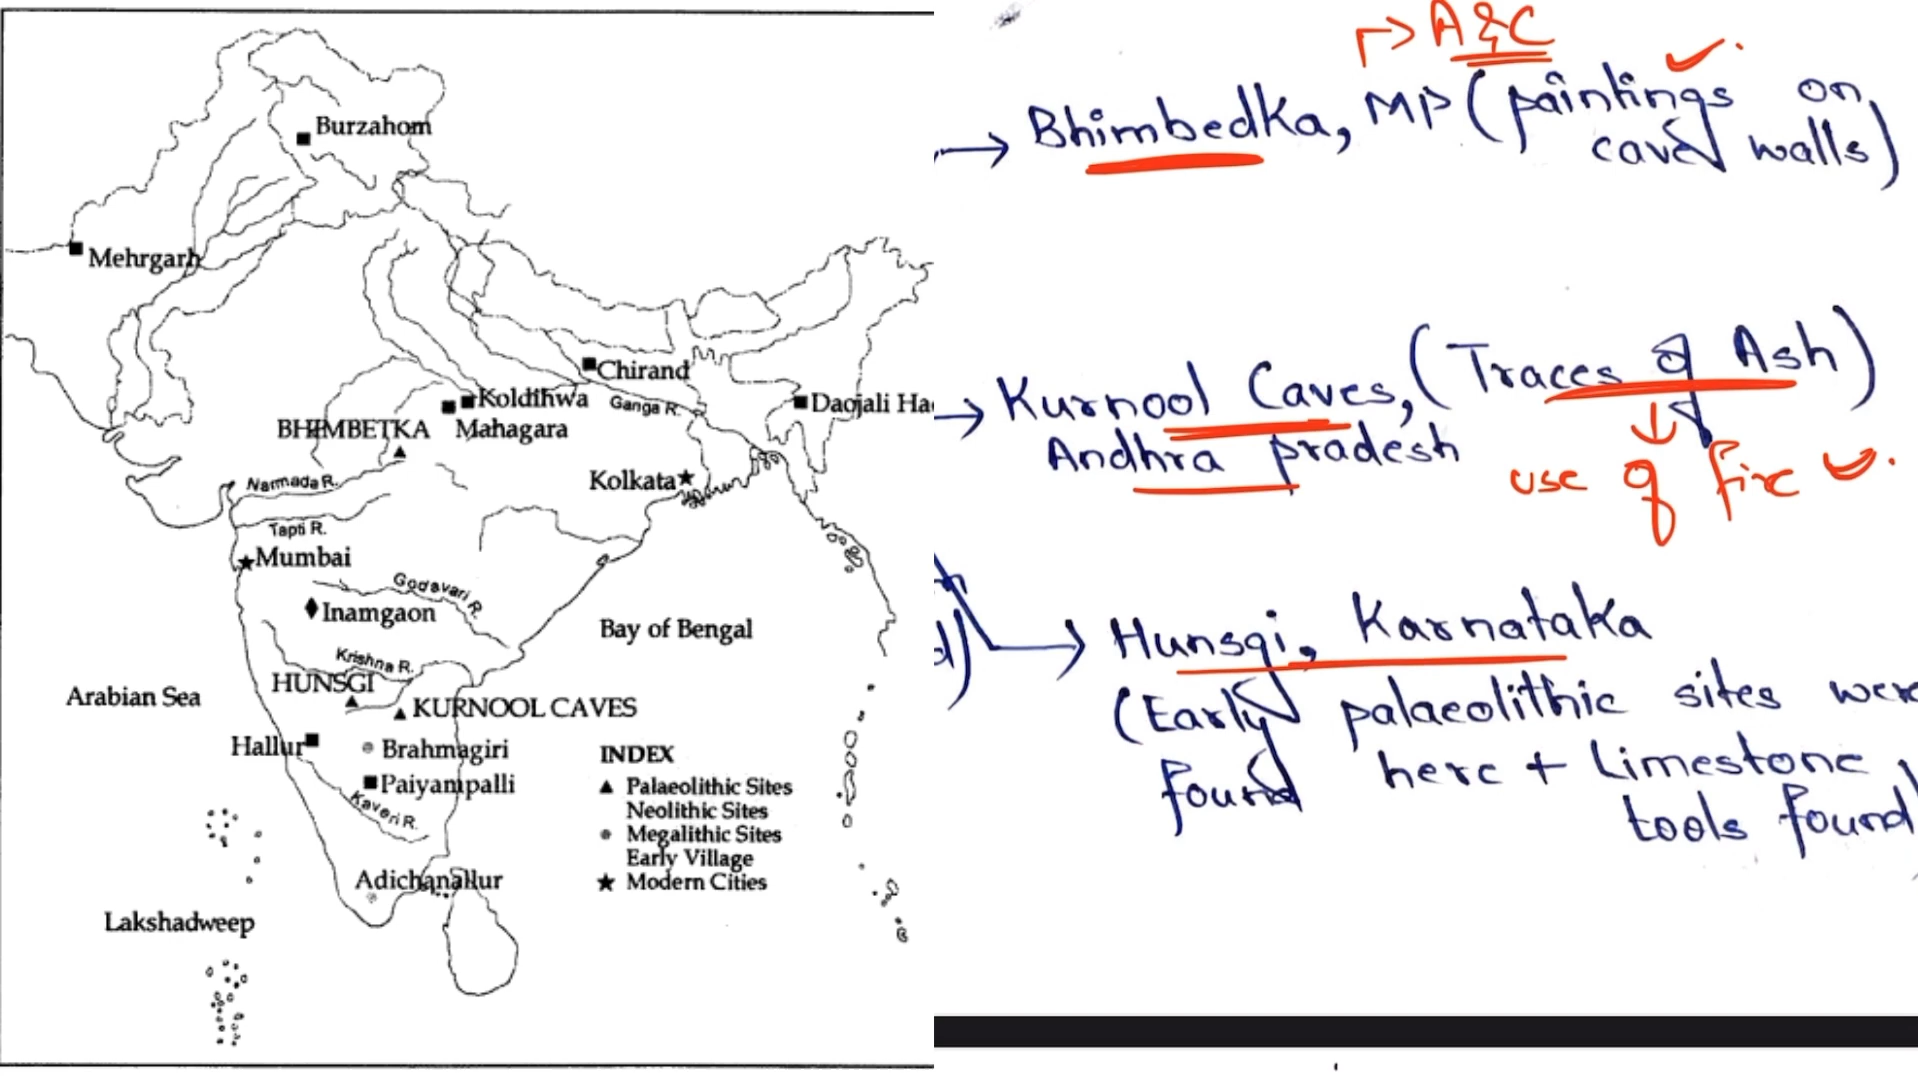 Burzahom
Mehrgarh
Chirand
Koldihwa
Ganga R.
Daojali Ha
BHIMBETKA
Mahagara
Kolkata
Narmada R.
Tapti R.
Mumbai
Godavari R.
Inamgaon
Bay of Bengal
Krishna R.
HUNSGI
Arabian Sea
KURNOOL CAVES
Hallur
Brahmagiri
Paiyampalli
Kaveri R.
Adichanallur
Lakshadweep
INDEX
Palaeolithic Sites
Neolithic Sites
Megalithic Sites
Early Village
Modern Cities
→ A&C
→ Bhimbedka, MP (paintings on
cave walls)
→ Kurnool Caves, (Traces of Ash)
Andhra pradesh
↓
use of fire
→ Hunsgi, Karnataka
(Early palaeolithic sites were
found here + Limestone
tools found)